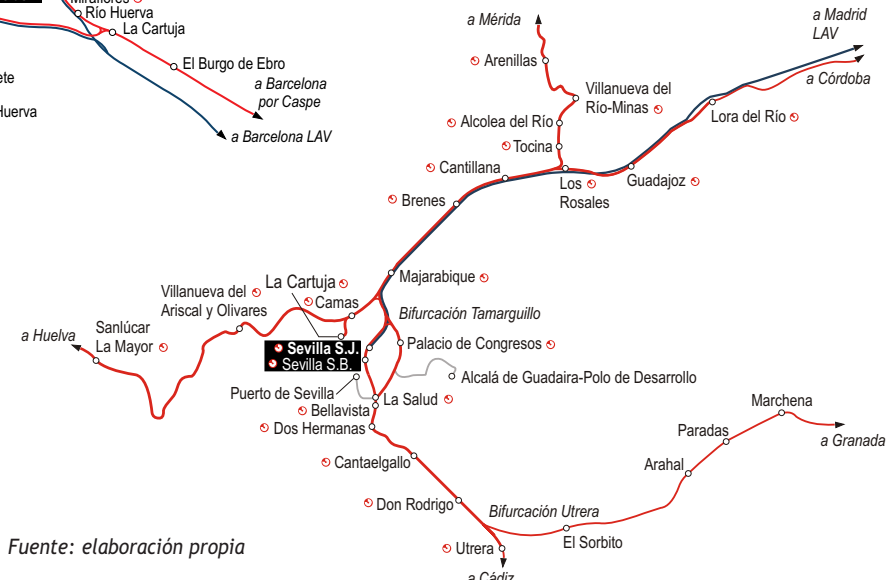 Miraflores
Río Huerva
La Cartuja
El Burgo de Ebro
a Barcelona
por Caspe
a Barcelona LAV
ete
Huerva
a Mérida
a Madrid
LAV
a Córdoba
Arenillas
Villanueva del
Río-Minas
Lora del Río
Alcolea del Río
Tocina
Cantillana
Los
Rosales
Guadajoz
Brenes
Majarabique
La Cartuja
Villanueva del
Ariscal y Olivares
Camas
Bifurcación Tamarguillo
a Huelva
Sanlúcar
La Mayor
Sevilla S.J.
Sevilla S.B.
Palacio de Congresos
Alcalá de Guadaira-Polo de Desarrollo
Puerto de Sevilla
La Salud
Bellavista
Dos Hermanas
Marchena
a Granada
Paradas
Arahal
Cantaelgallo
Don Rodrigo
Bifurcación Utrera
El Sorbito
Utrera
a Cádiz
Fuente: elaboración propia